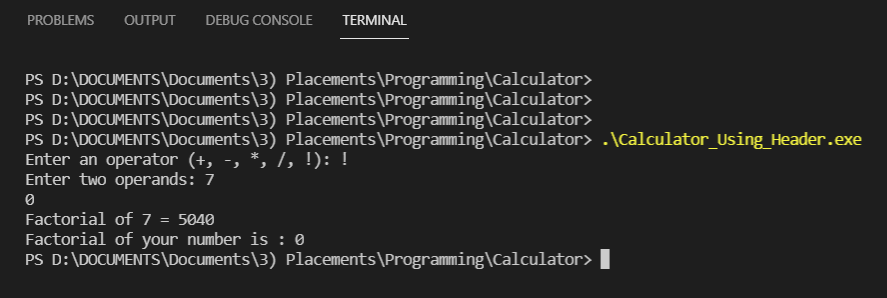 PROBLEMS OUTPUT DEBUG CONSOLE TERMINAL
PS D:\DOCUMENTS\Documents\3) Placements\Programming\Calculator>
PS D:\DOCUMENTS\Documents\3) Placements\Programming\Calculator>
PS D:\DOCUMENTS\Documents\3) Placements\Programming\Calculator>
PS D:\DOCUMENTS\Documents\3) Placements\Programming\Calculator> .\Calculator_Using_Header.exe
Enter an operator (+, -, *, /, !): !
Enter two operands: 7
0
Factorial of 7 = 5040
Factorial of your number is : 0
PS D:\DOCUMENTS\Documents\3) Placements\Programming\Calculator>